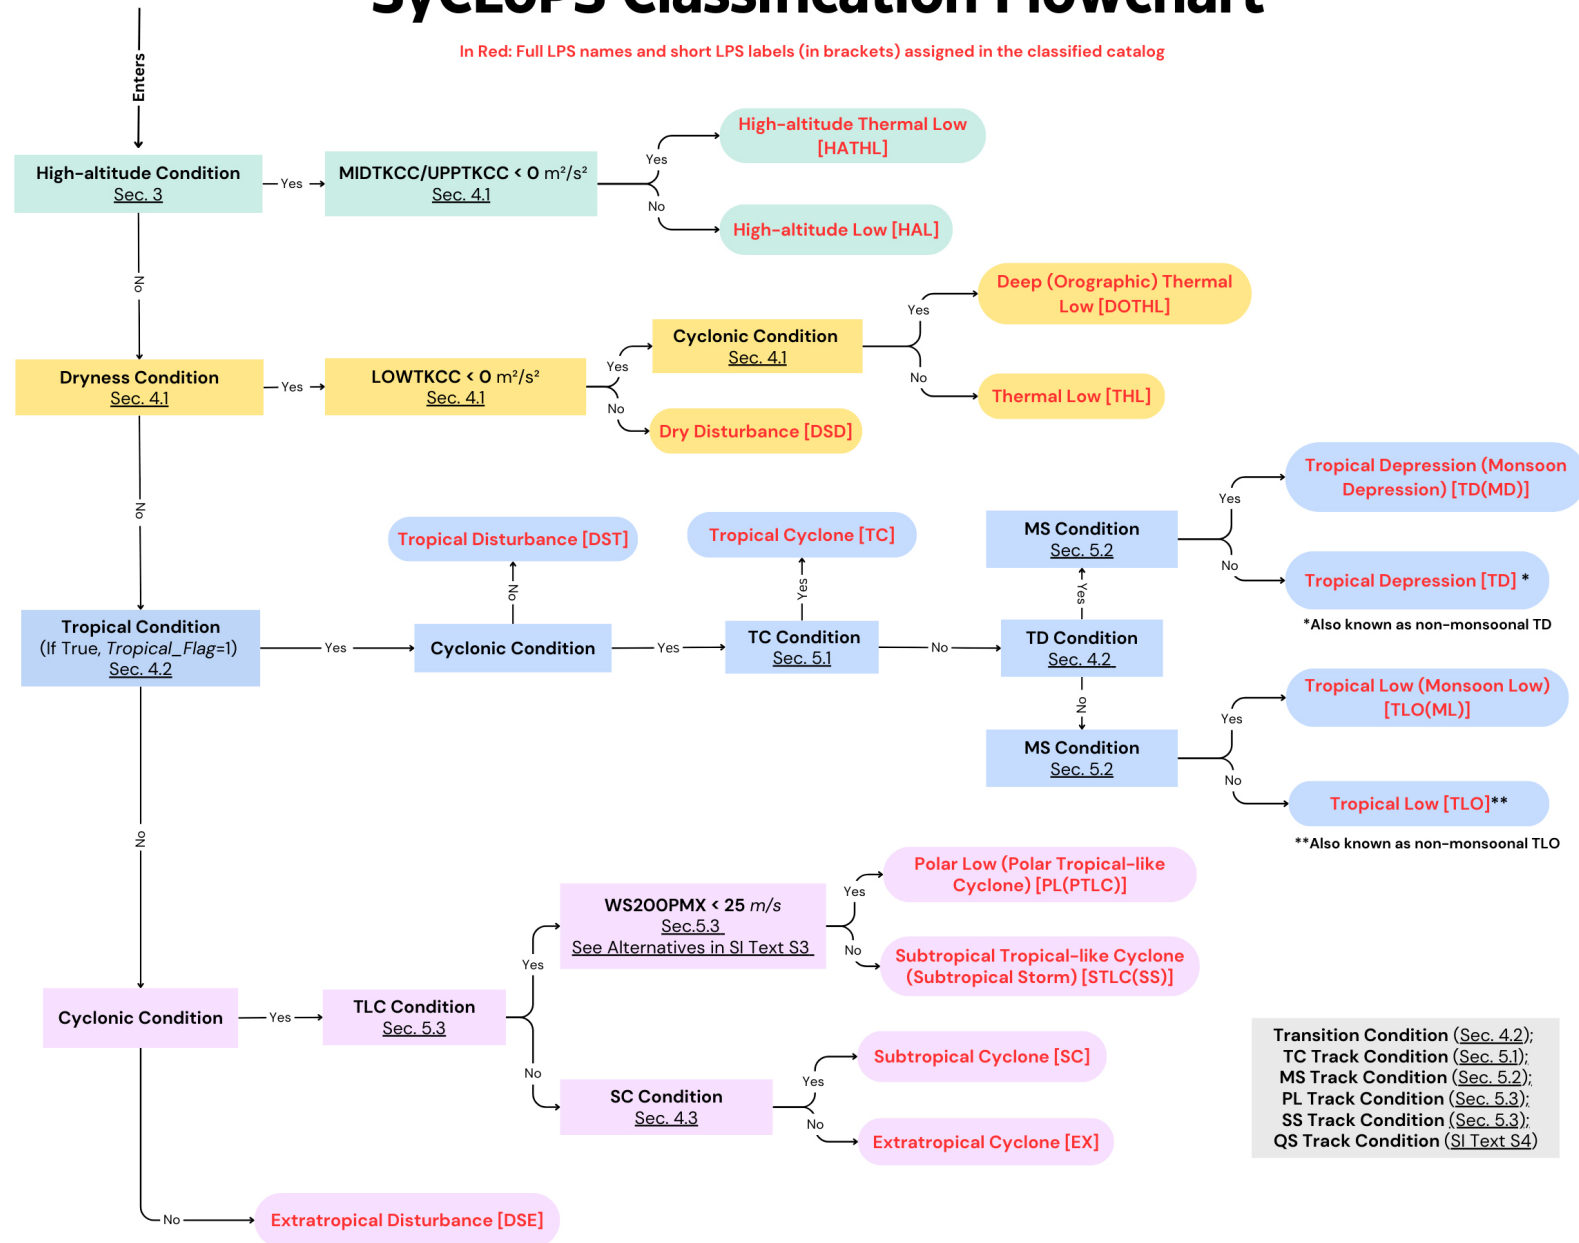 SyCLoPS Classification Flowchart
In Red: Full LPS names and short LPS labels (in brackets) assigned in the classified catalog
Enters
High-altitude Condition
Sec. 3
Yes
MIDTKCC/UPPTKCC < 0 m²/s²
Sec. 4.1
Yes
High-altitude Thermal Low
[HATHL]
No
High-altitude Low [HAL]
No
Dryness Condition
Sec. 4.1
Yes
LOWTKCC < 0 m²/s²
Sec. 4.1
Yes
Cyclonic Condition
Sec. 4.1
Yes
Deep (Orographic) Thermal
Low [DOTHL]
No
Thermal Low [THL]
No
Dry Disturbance [DSD]
No
Tropical Condition
(If True, Tropical_Flag=1)
Sec. 4.2
Yes
Cyclonic Condition
No
Tropical Disturbance [DST]
Yes
TC Condition
Sec. 5.1
Yes
Tropical Cyclone [TC]
No
TD Condition
Sec. 4.2
Yes
MS Condition
Sec. 5.2
Yes
Tropical Depression (Monsoon
Depression) [TD(MD)]
No
Tropical Depression [TD] *
*Also known as non-monsoonal TD
No
MS Condition
Sec. 5.2
Yes
Tropical Low (Monsoon Low)
[TLO(ML)]
No
Tropical Low [TLO]**
**Also known as non-monsoonal TLO
No
Cyclonic Condition
Yes
TLC Condition
Sec. 5.3
Yes
WS200PMX < 25 m/s
Sec.5.3
See Alternatives in SI Text S3
Yes
Polar Low (Polar Tropical-like
Cyclone) [PL(PTLC)]
No
Subtropical Tropical-like Cyclone
(Subtropical Storm) [STLC(SS)]
No
SC Condition
Sec. 4.3
Yes
Subtropical Cyclone [SC]
No
Extratropical Cyclone [EX]
No
Extratropical Disturbance [DSE]
Transition Condition (Sec. 4.2);
TC Track Condition (Sec. 5.1);
MS Track Condition (Sec. 5.2);
PL Track Condition (Sec. 5.3);
SS Track Condition (Sec. 5.3);
QS Track Condition (SI Text S4)